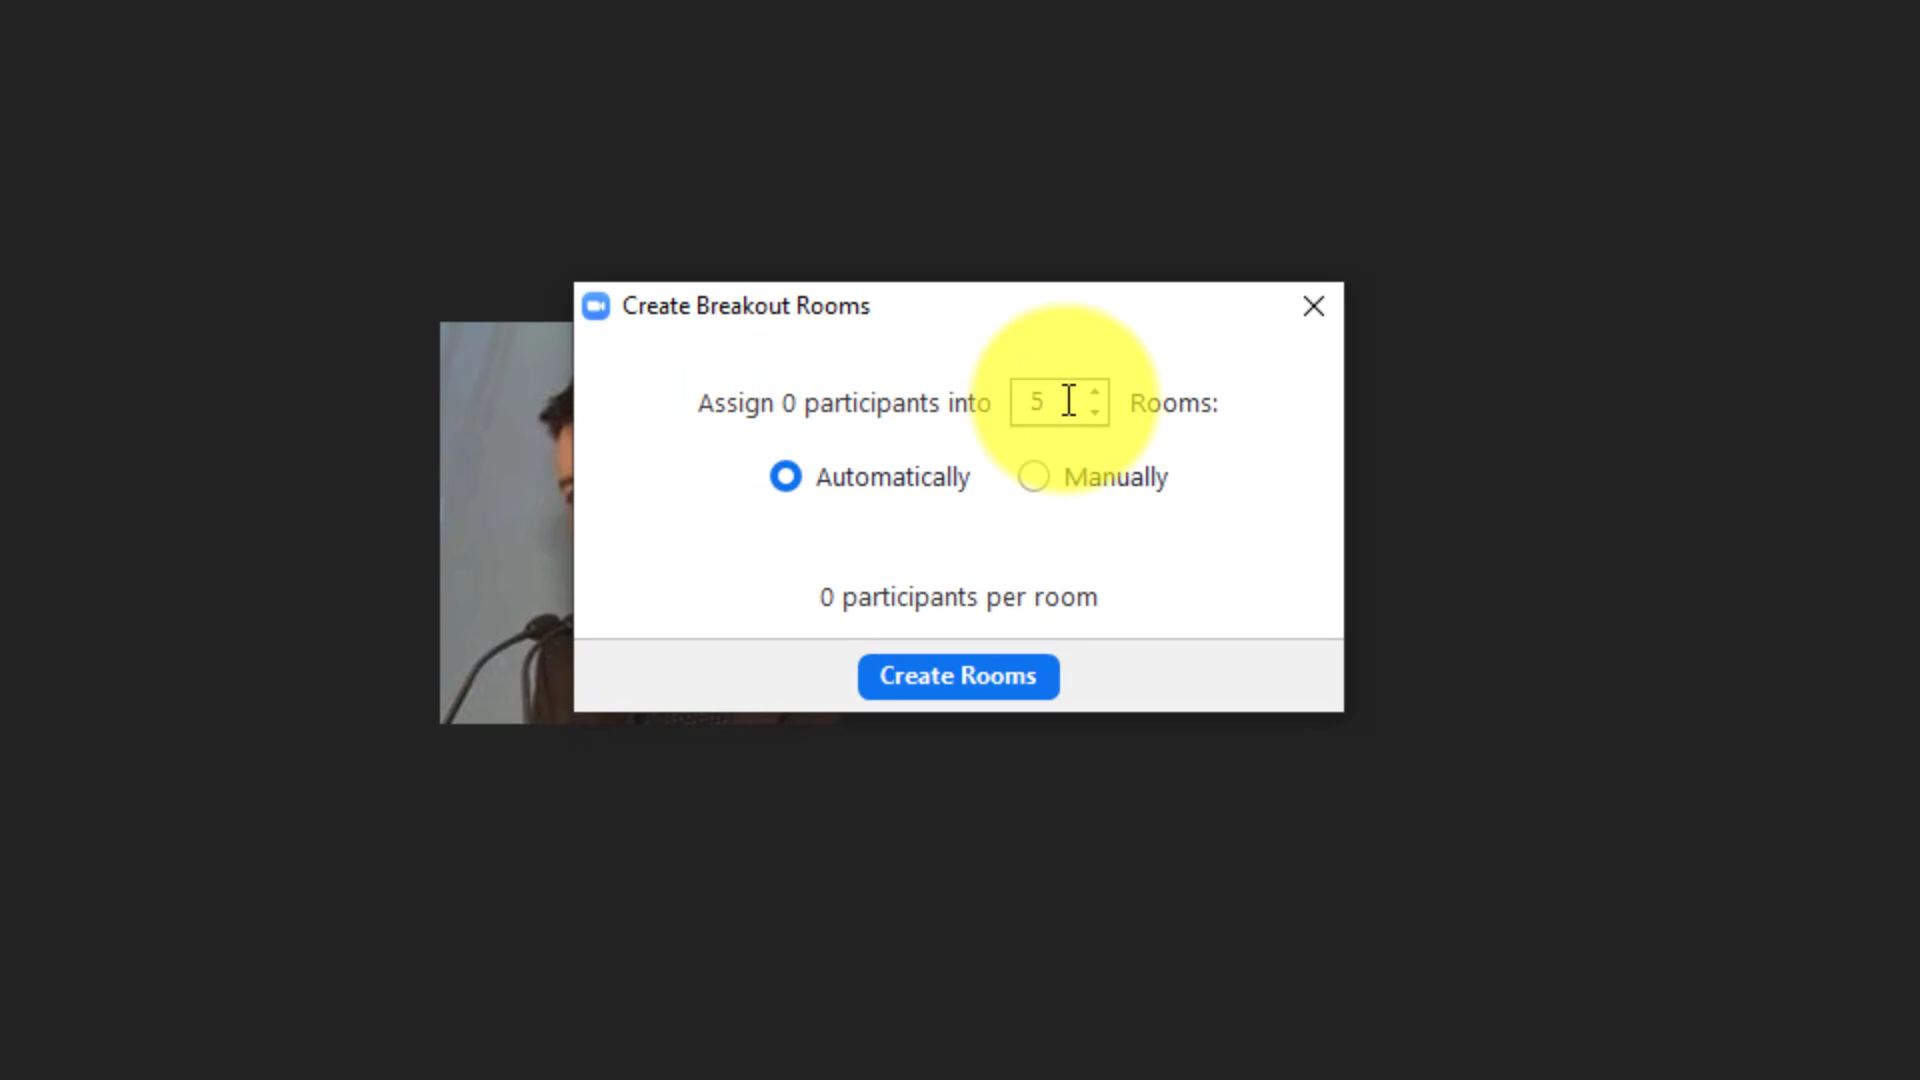 Create Breakout Rooms
Assign 0 participants into 5 Rooms:
Automatically Manually
0 participants per room
Create Rooms